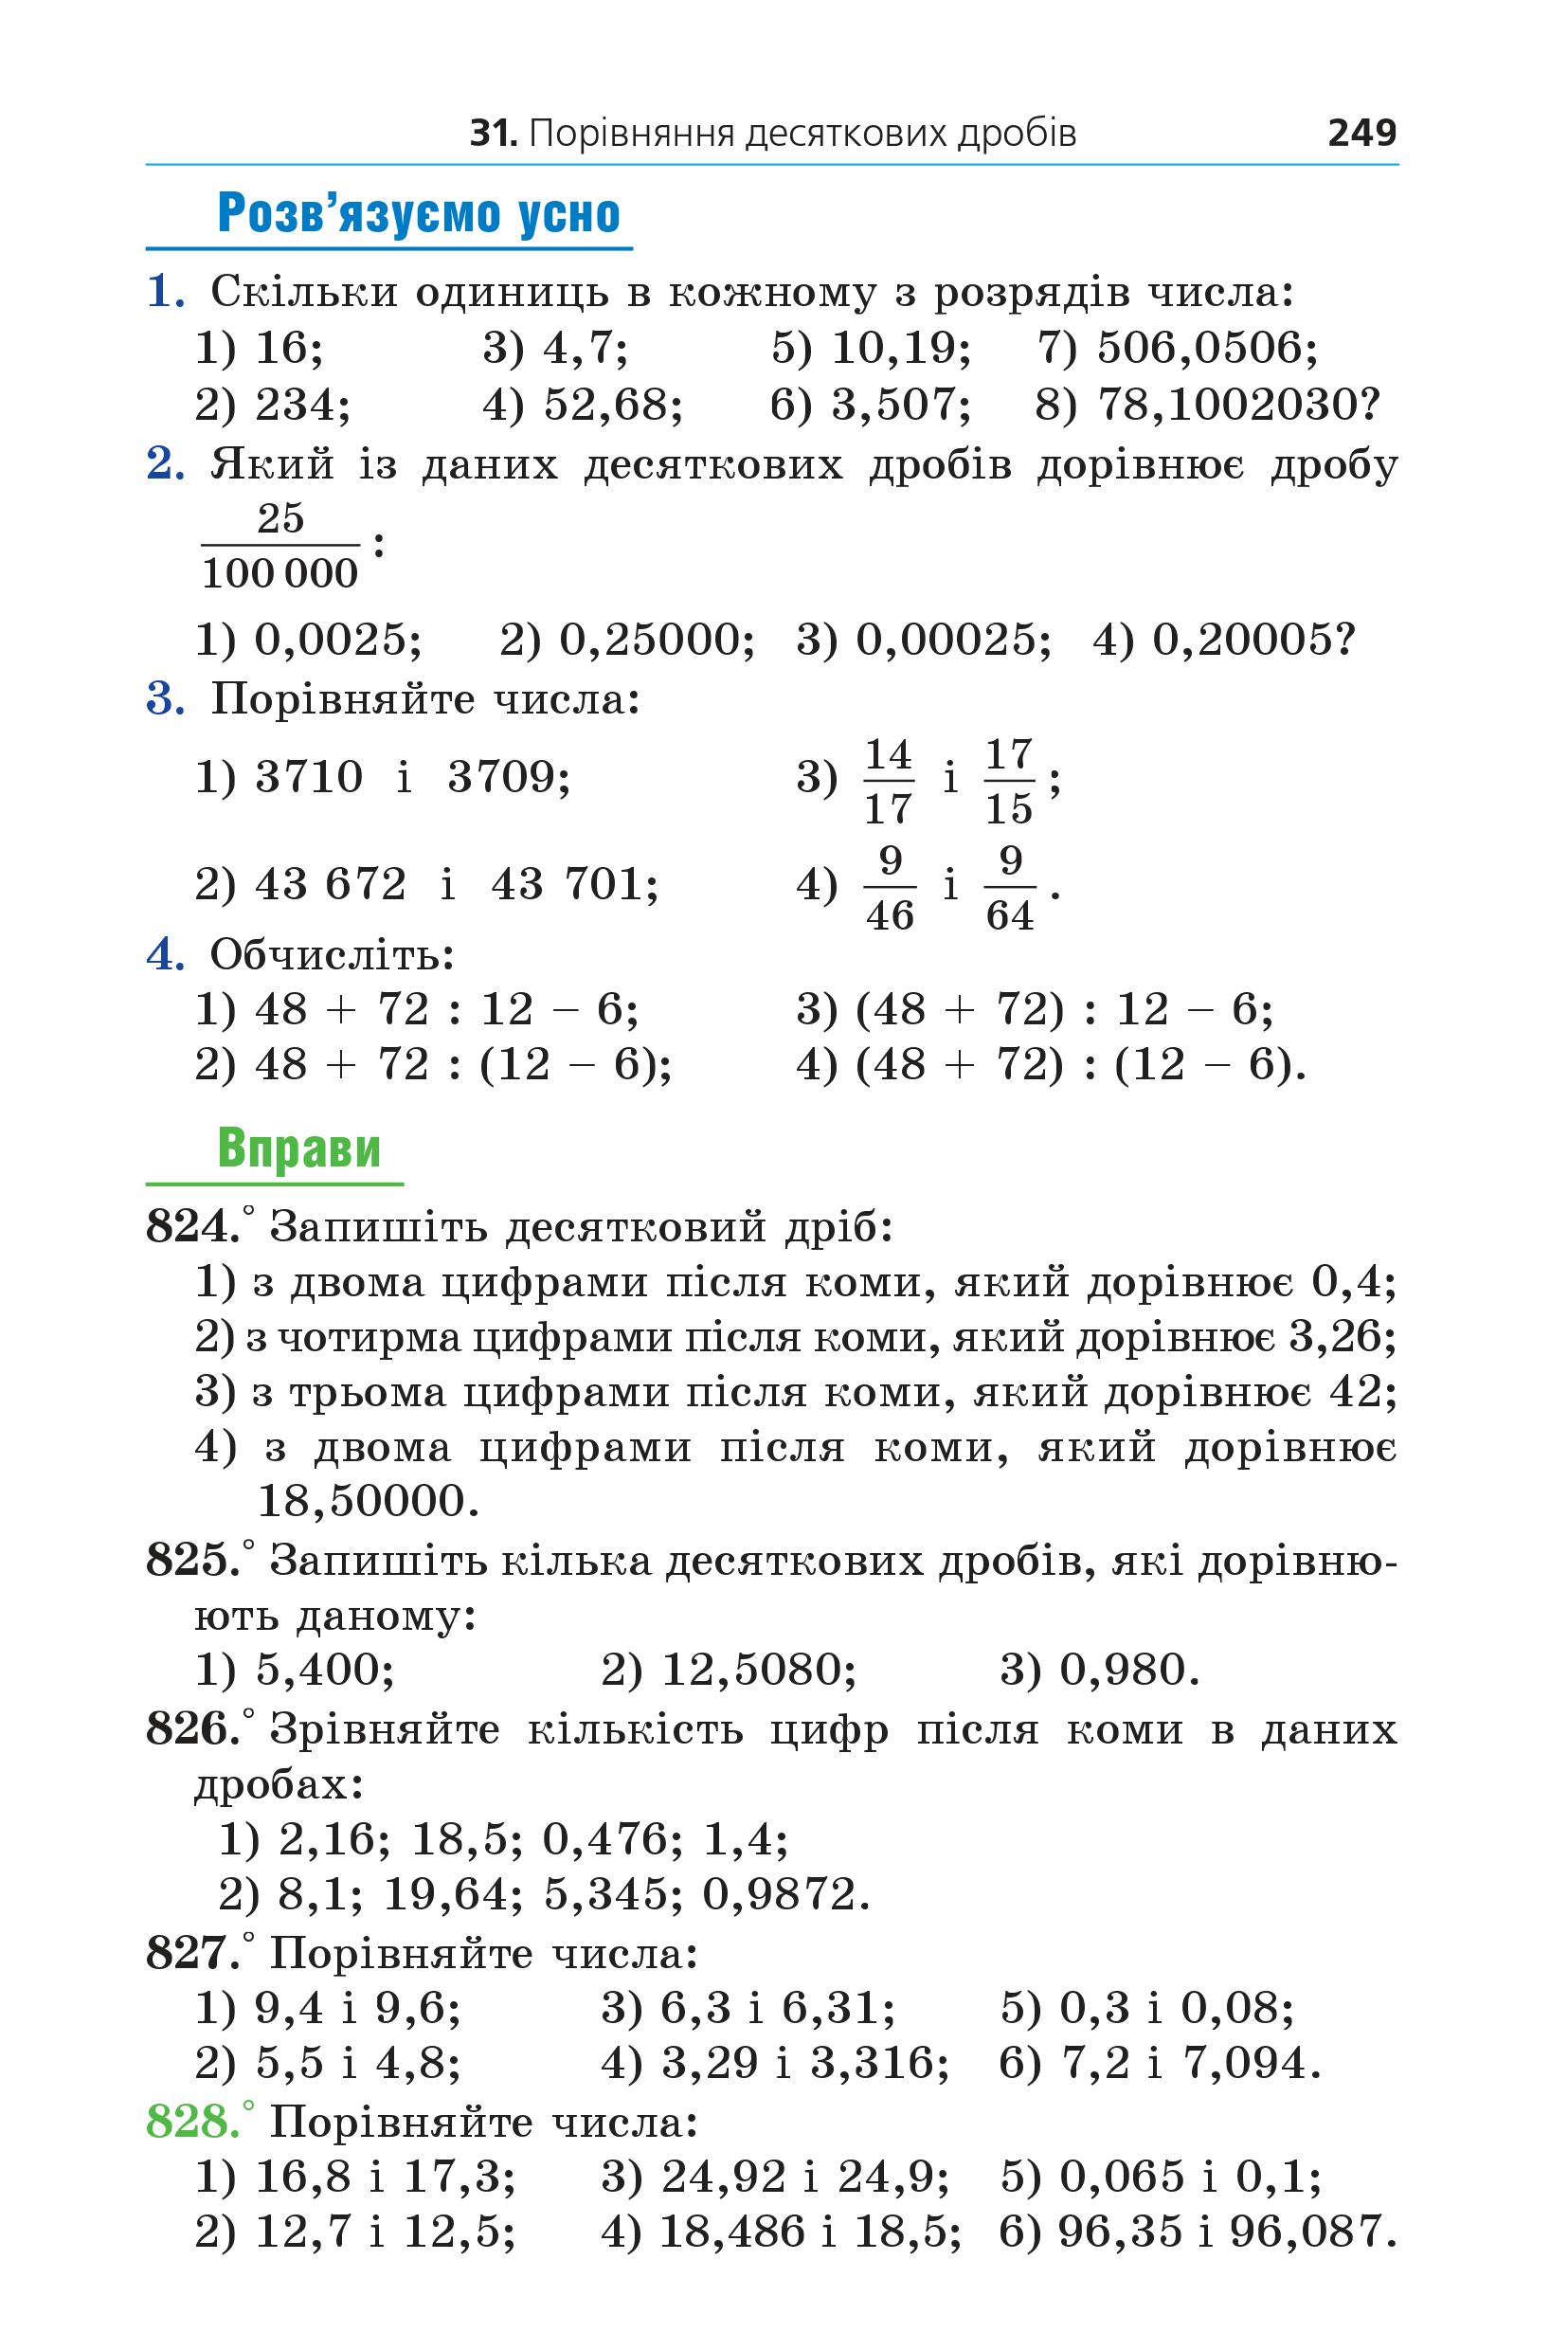 31. Порівняння десяткових дробів 249
Розв’язуємо усно
1. Скільки одиниць в кожному з розрядів числа:
1) 16; 3) 4,7; 5) 10,19; 7) 506,0506;
2) 234; 4) 52,68; 6) 3,507; 8) 78,1002030?
2. Який із даних десяткових дробів дорівнює дробу
25/100 000 :
1) 0,0025; 2) 0,25000; 3) 0,00025; 4) 0,20005?
3. Порівняйте числа:
1) 3710 і 3709; 3) 14/17 і 17/15 ;
2) 43 672 і 43 701; 4) 9/46 і 9/64 .
4. Обчисліть:
1) 48 + 72 : 12 – 6; 3) (48 + 72) : 12 – 6;
2) 48 + 72 : (12 – 6); 4) (48 + 72) : (12 – 6).
Вправи
824.° Запишіть десятковий дріб:
1) з двома цифрами після коми, який дорівнює 0,4;
2) з чотирма цифрами після коми, який дорівнює 3,26;
3) з трьома цифрами після коми, який дорівнює 42;
4) з двома цифрами після коми, який дорівнює
18,50000.
825.° Запишіть кілька десяткових дробів, які дорівню-
ють даному:
1) 5,400; 2) 12,5080; 3) 0,980.
826.° Зрівняйте кількість цифр після коми в даних
дробах:
1) 2,16; 18,5; 0,476; 1,4;
2) 8,1; 19,64; 5,345; 0,9872.
827.° Порівняйте числа:
1) 9,4 і 9,6; 3) 6,3 і 6,31; 5) 0,3 і 0,08;
2) 5,5 і 4,8; 4) 3,29 і 3,316; 6) 7,2 і 7,094.
828.° Порівняйте числа:
1) 16,8 і 17,3; 3) 24,92 і 24,9; 5) 0,065 і 0,1;
2) 12,7 і 12,5; 4) 18,486 і 18,5; 6) 96,35 і 96,087.